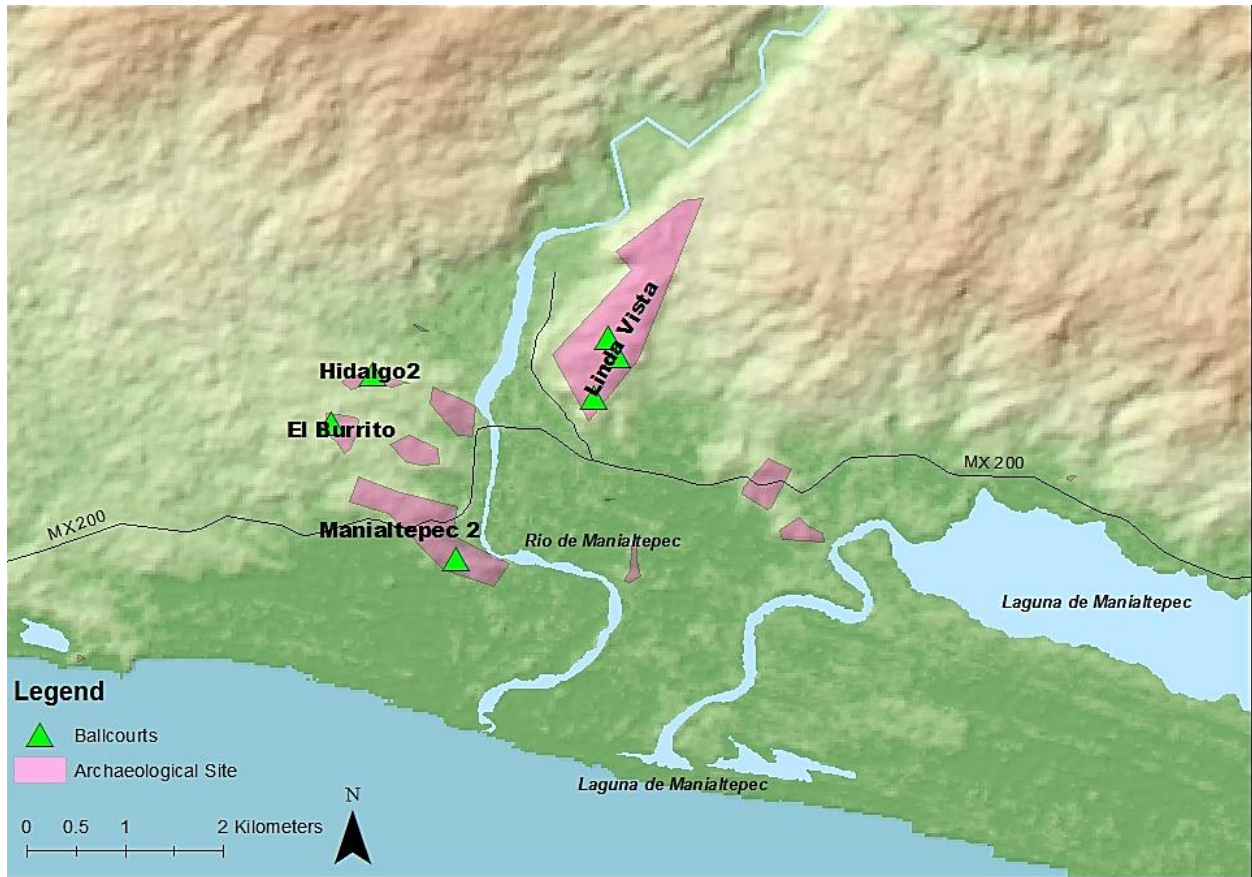 Linda Vista
Hidalgo2
El Burrito
MX 200
MX200
Manialtepec 2
Rio de Manialtepec
Laguna de Manialtepec
Laguna de Manialtepec
Legend
Ballcourts
Archaeological Site
N
0 0.5 1 2 Kilometers